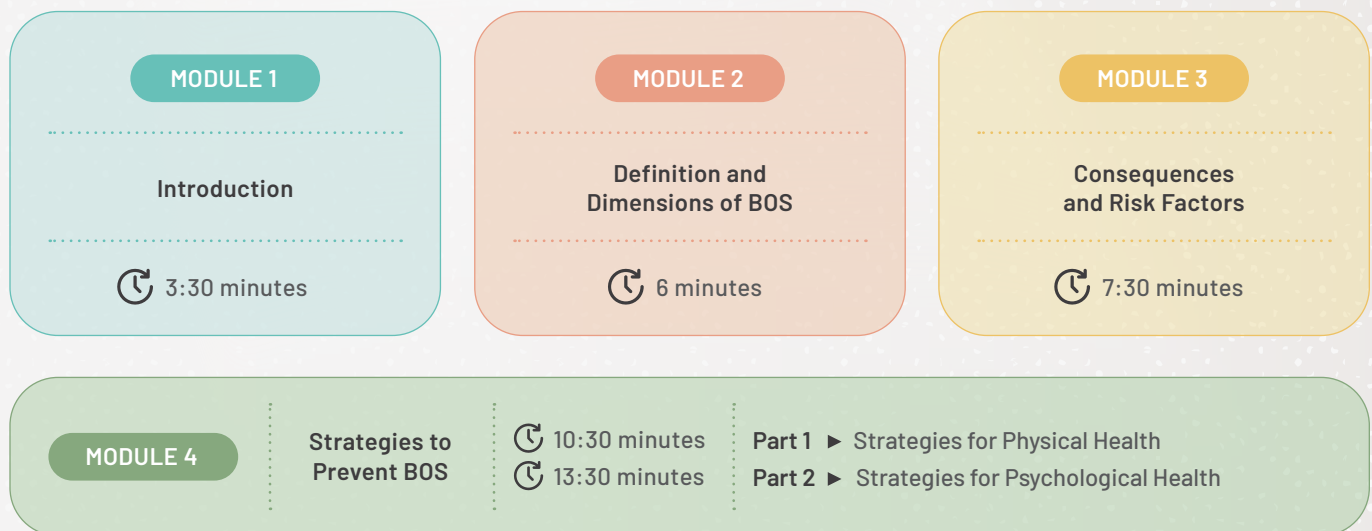 MODULE 1
Introduction
3:30 minutes
MODULE 2
Definition and
Dimensions of BOS
6 minutes
MODULE 3
Consequences
and Risk Factors
7:30 minutes
MODULE 4
Strategies to
Prevent BOS
10:30 minutes
13:30 minutes
Part 1 ► Strategies for Physical Health
Part 2 ► Strategies for Psychological Health